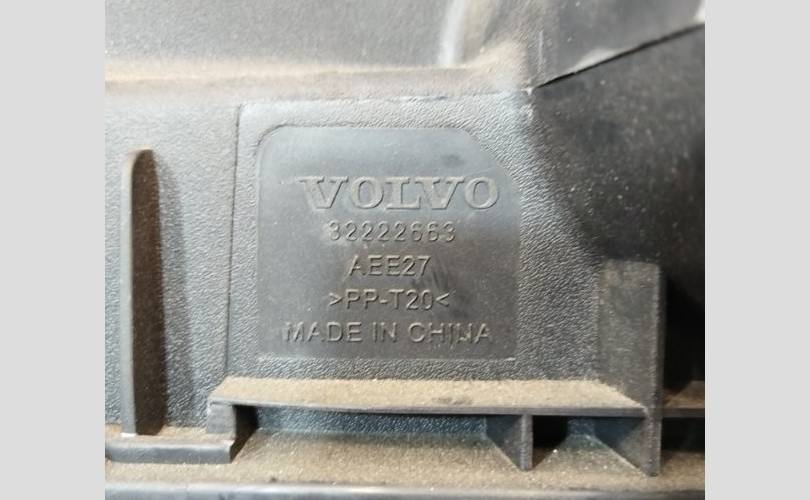 VOLVO
32222663
AEE27
>PP-T20<
MADE IN CHINA